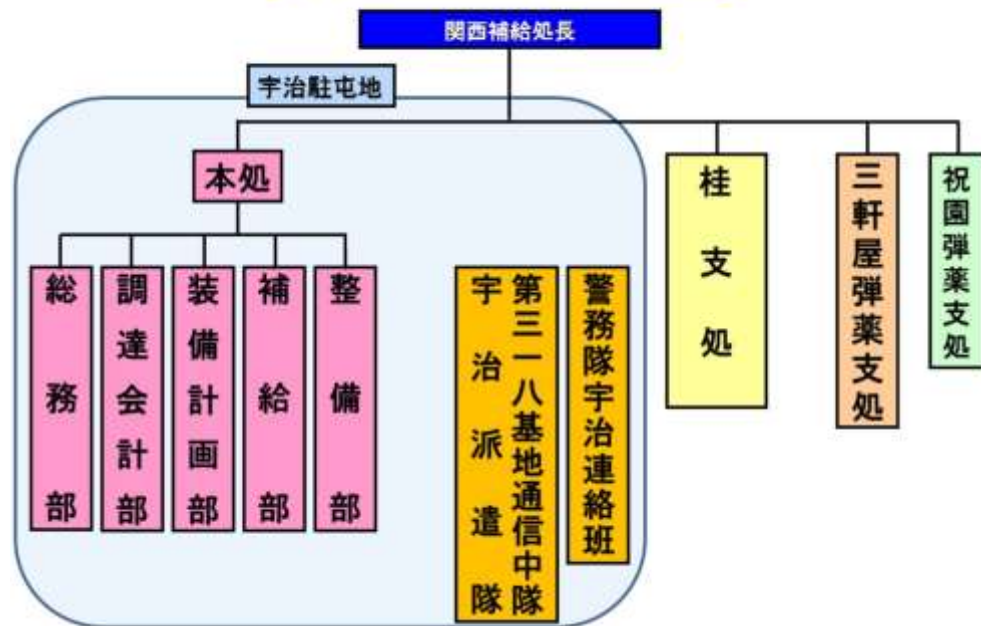 関西補給処長
宇治駐屯地
本処
総務部
調達会計部
装備計画部
補給部
整備部
第三一八基地通信中隊
宇治派遣隊
警務隊宇治連絡班
桂支処
三軒屋弾薬支処
祝園弾薬支処